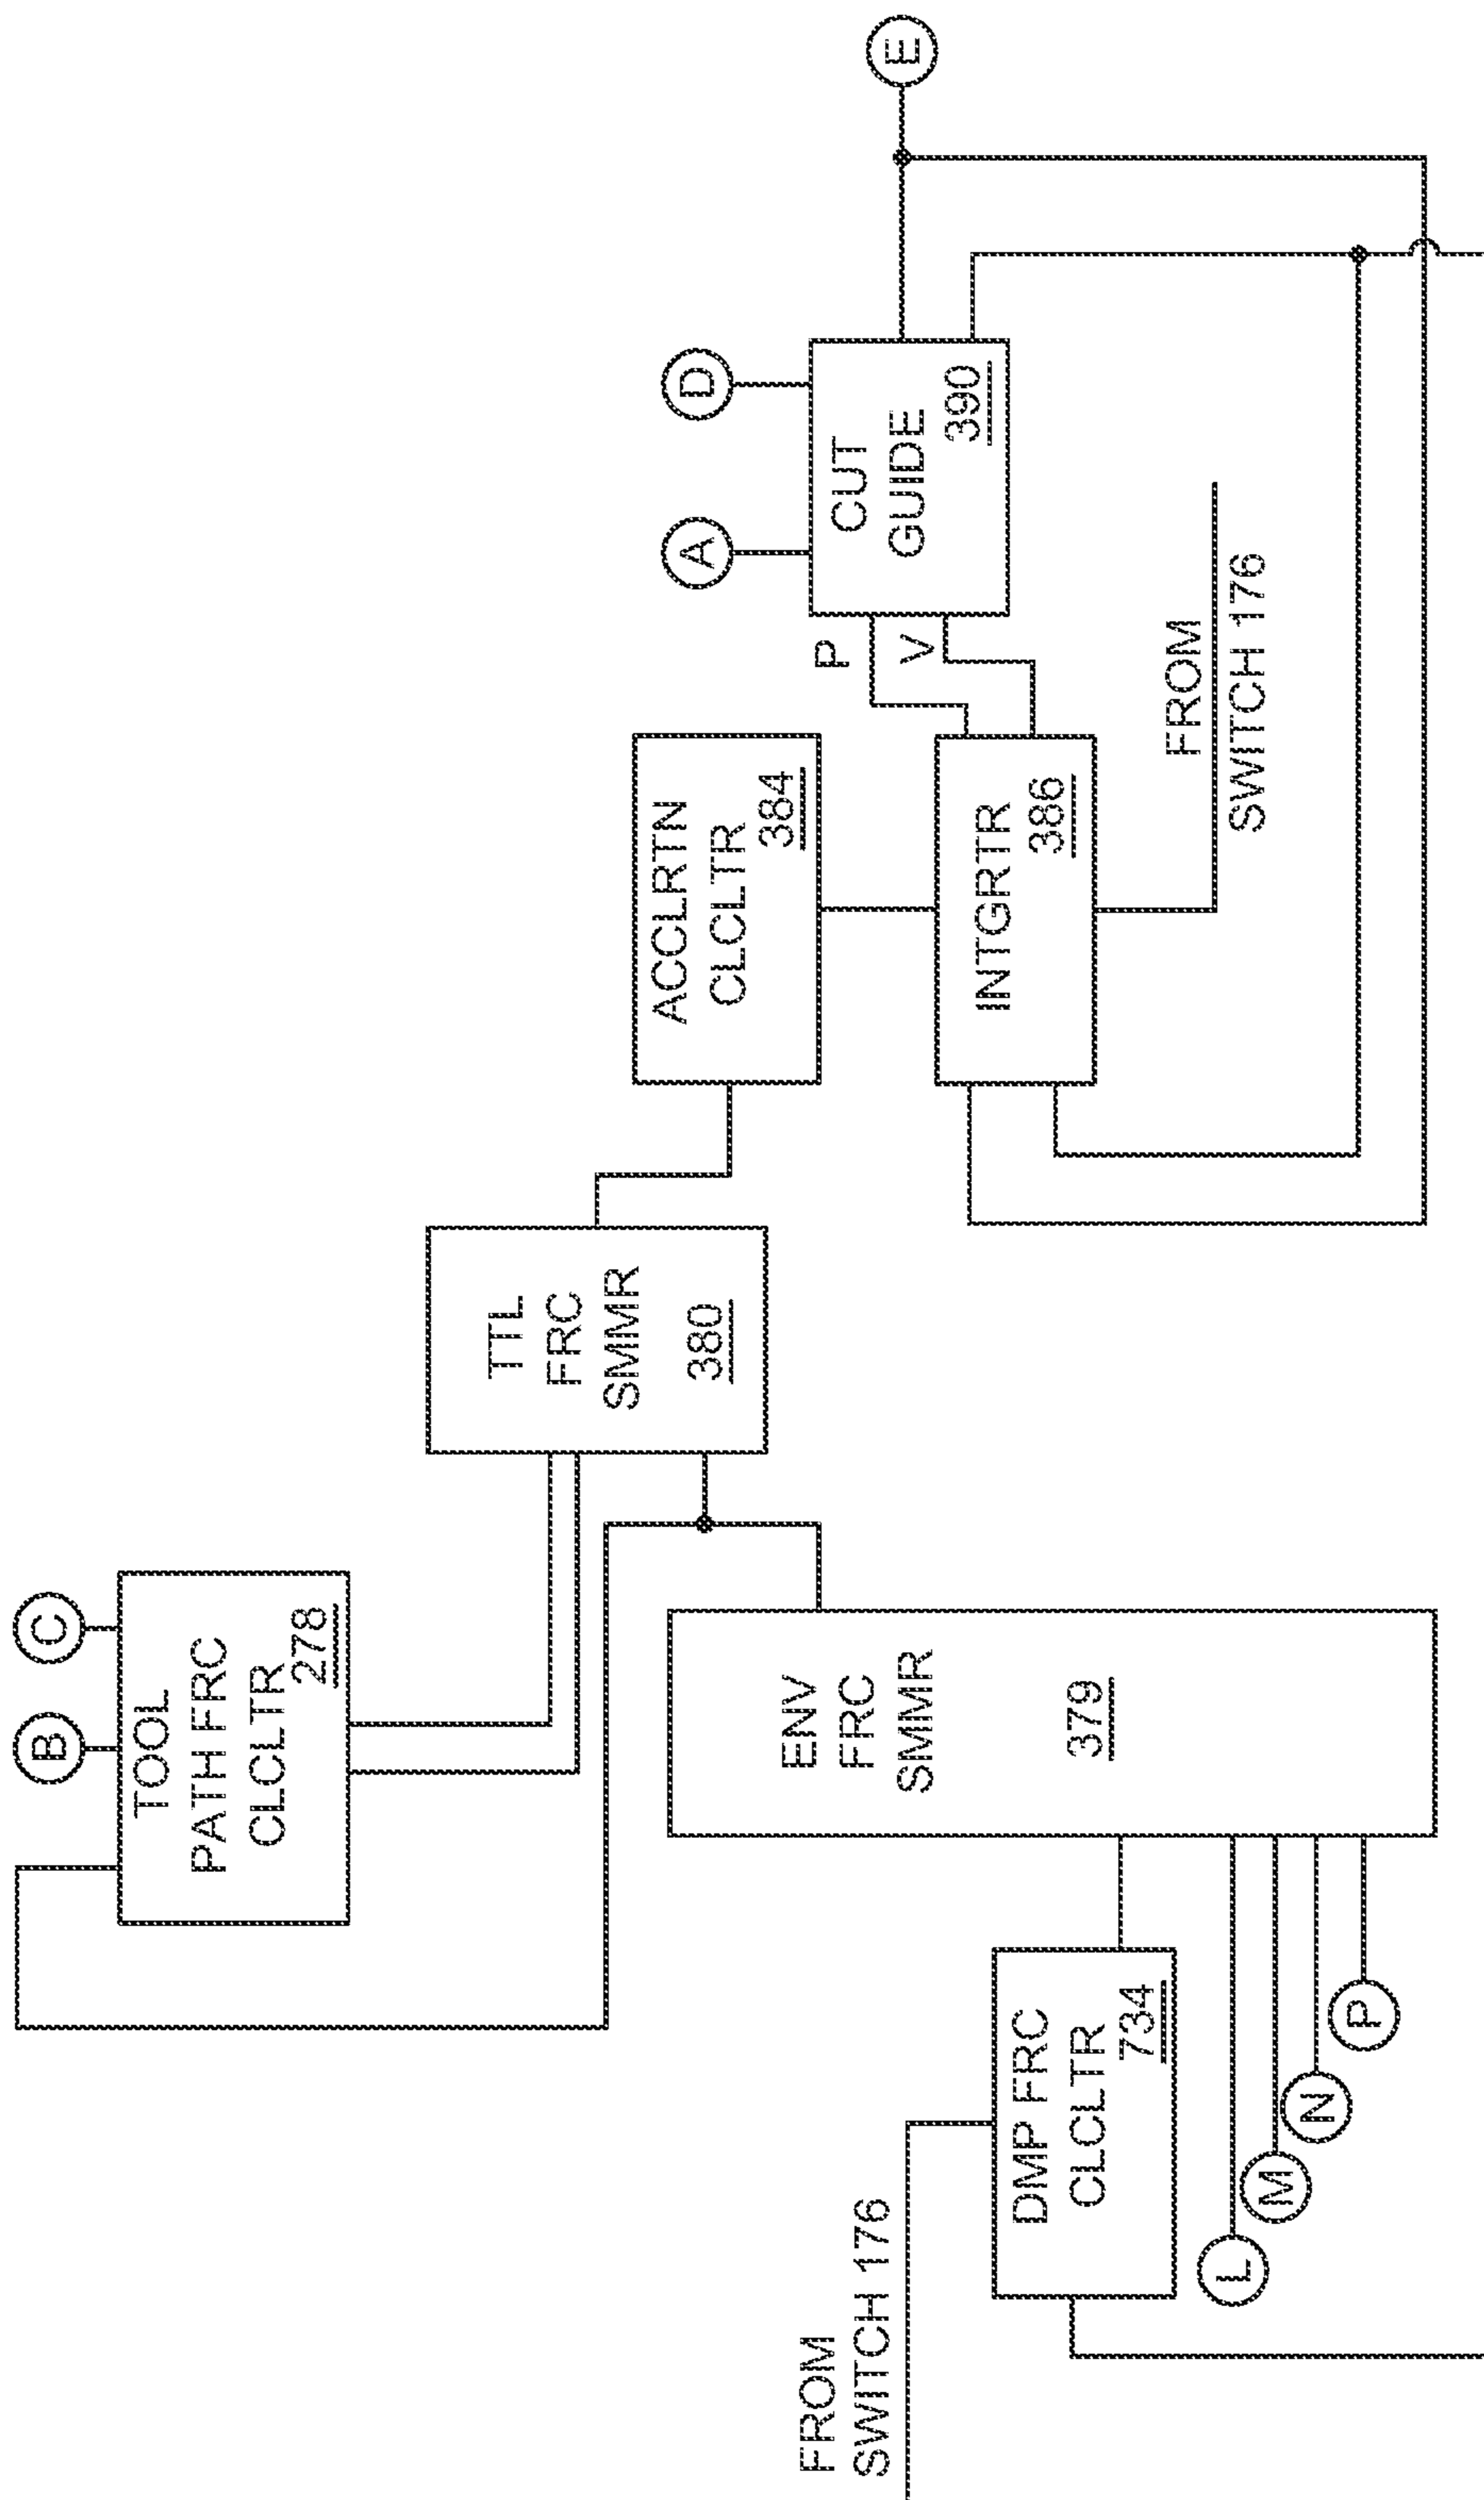 B
C
TOOL
PATH FRC
CLCLTR
278
TTL
FRC
SMMR
380
ACCLRTN
CLCLTR
384
A
D
E
P
V
CUT
GUIDE
390
INTGRTR
386
FROM
SWITCH 176
ENV
FRC
SMMR
379
FROM
SWITCH 176
DMP FRC
CLCLTR
734
L
M
N
P